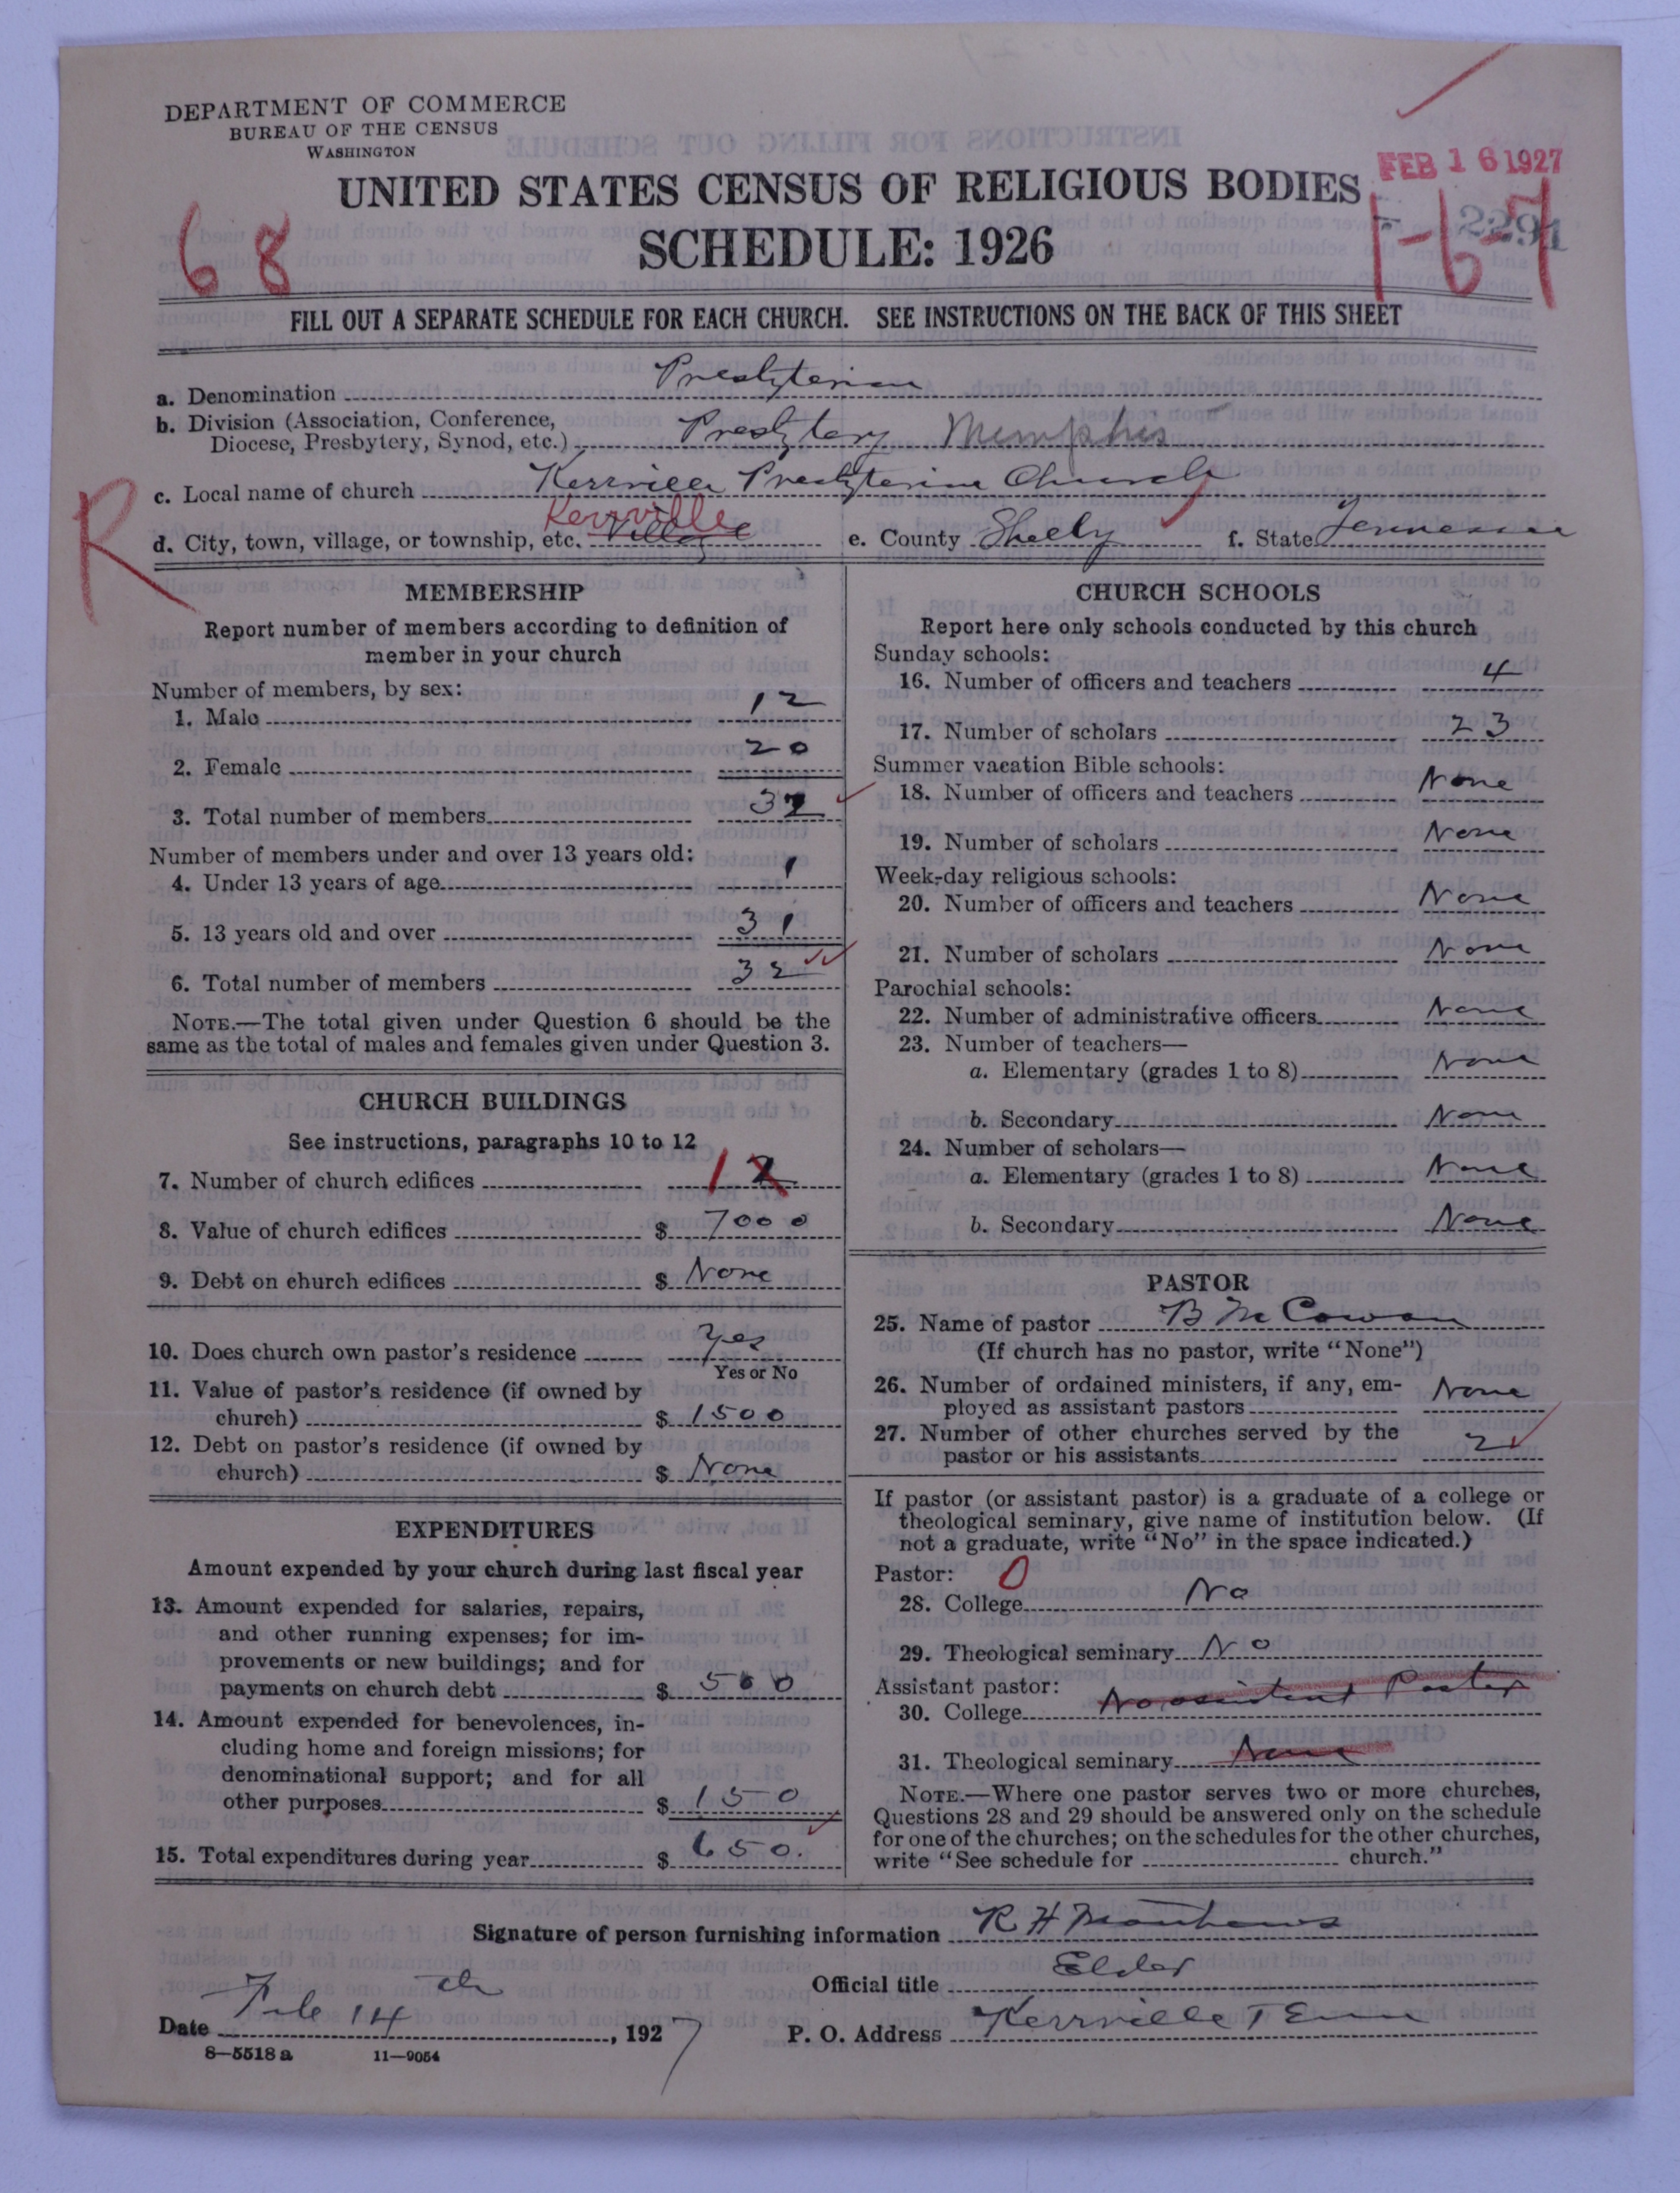 DEPARTMENT OF COMMERCE
BUREAU OF THE CENSUS
WASHINGTON
UNITED STATES CENSUS OF RELIGIOUS BODIES
SCHEDULE: 1926
FEB 16 1927
2291
1-6-7
68
FILL OUT A SEPARATE SCHEDULE FOR EACH CHURCH. SEE INSTRUCTIONS ON THE BACK OF THIS SHEET
a. Denomination Presbyterian
b. Division (Association, Conference,
Diocese, Presbytery, Synod, etc.) Presbytery Memphis
R
c. Local name of church Kerrville Presbyterian Church
Kerrville
d. City, town, village, or township, etc. Village e. County Shelby f. State Tennessee
MEMBERSHIP
Report number of members according to definition of
member in your church
Number of members, by sex:
1. Male 12
2. Female 20
3. Total number of members 32
Number of members under and over 13 years old:
4. Under 13 years of age 1
5. 13 years old and over 31
6. Total number of members 32
NOTE.—The total given under Question 6 should be the
same as the total of males and females given under Question 3.
CHURCH BUILDINGS
See instructions, paragraphs 10 to 12
7. Number of church edifices 1 2
8. Value of church edifices $ 7000
9. Debt on church edifices $ None
10. Does church own pastor's residence Yes
Yes or No
11. Value of pastor's residence (if owned by
church) $ 1500
12. Debt on pastor's residence (if owned by
church) $ None
EXPENDITURES
Amount expended by your church during last fiscal year
13. Amount expended for salaries, repairs,
and other running expenses; for im-
provements or new buildings; and for
payments on church debt $ 500
14. Amount expended for benevolences, in-
cluding home and foreign missions; for
denominational support; and for all
other purposes $ 150
15. Total expenditures during year $ 650.
CHURCH SCHOOLS
Report here only schools conducted by this church
Sunday schools:
16. Number of officers and teachers 4
17. Number of scholars 23
Summer vacation Bible schools:
18. Number of officers and teachers None
19. Number of scholars None
Week-day religious schools:
20. Number of officers and teachers None
21. Number of scholars None
Parochial schools:
22. Number of administrative officers None
23. Number of teachers—
a. Elementary (grades 1 to 8) None
b. Secondary None
24. Number of scholars—
a. Elementary (grades 1 to 8) None
b. Secondary None
PASTOR
25. Name of pastor B McCowan
(If church has no pastor, write "None")
26. Number of ordained ministers, if any, em-
ployed as assistant pastors None
27. Number of other churches served by the
pastor or his assistants 2
If pastor (or assistant pastor) is a graduate of a college or
theological seminary, give name of institution below. (If
not a graduate, write "No" in the space indicated.)
Pastor: 0
28. College No
29. Theological seminary No
Assistant pastor:
30. College No assistant Pastor
31. Theological seminary None
NOTE.—Where one pastor serves two or more churches,
Questions 28 and 29 should be answered only on the schedule
for one of the churches; on the schedules for the other churches,
write "See schedule for church."
Signature of person furnishing information R H
Official title Elder
Date Feb 14th, 1927 P. O. Address Kerrville Tenn
8—5518 a 11—9054